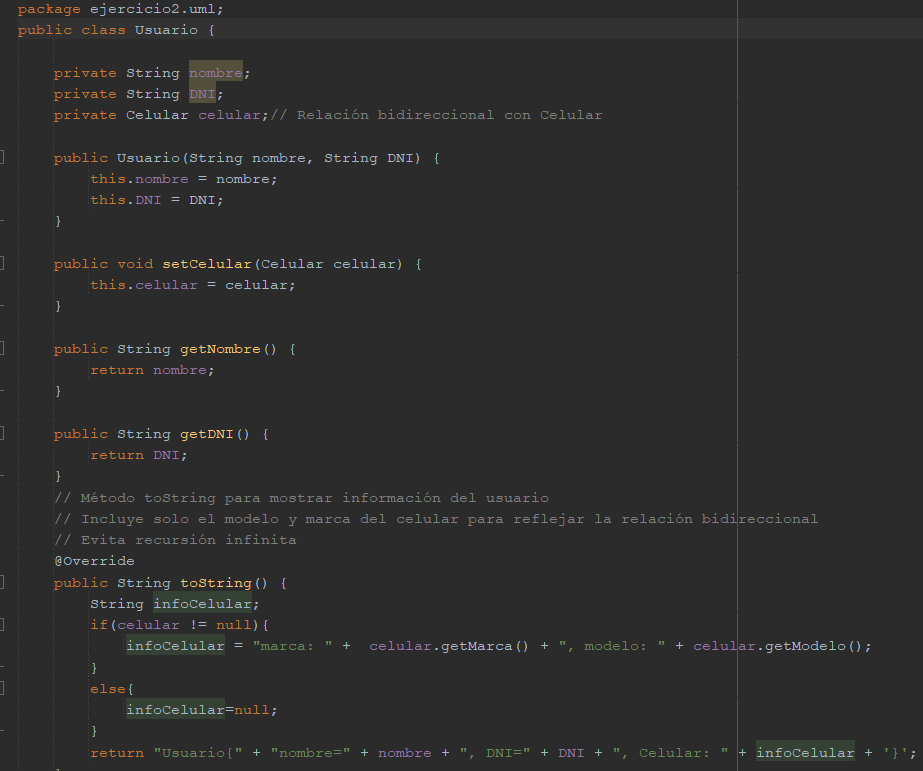 package ejercicio2.uml;
public class Usuario {
private String nombre;
private String DNI;
private Celular celular;// Relación bidireccional con Celular
public Usuario(String nombre, String DNI) {
this.nombre = nombre;
this.DNI = DNI;
}
public void setCelular(Celular celular) {
this.celular = celular;
}
public String getNombre() {
return nombre;
}
public String getDNI() {
return DNI;
}
// Método toString para mostrar información del usuario
// Incluye solo el modelo y marca del celular para reflejar la relación bidireccional
// Evita recursión infinita
@Override
public String toString() {
String infoCelular;
if(celular != null){
infoCelular = "marca: " +  celular.getMarca() + ", modelo: " + celular.getModelo();
}
else{
infoCelular=null;
}
return "Usuario{" + "nombre=" + nombre + ", DNI=" + DNI + ", Celular: " + infoCelular + '}';